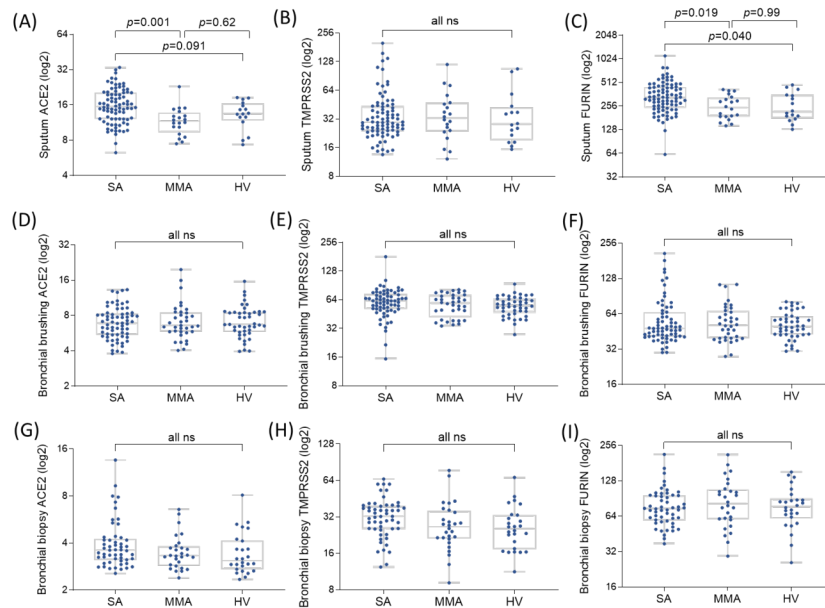 (A)
p=0.001
p=0.62
p=0.091
Sputum ACE2 (log2)
64
32
16
8
4
SA
MMA
HV
(B)
all ns
Sputum TMPRSS2 (log2)
256
128
64
32
16
8
SA
MMA
HV
(C)
p=0.019
p=0.99
p=0.040
Sputum FURIN (log2)
5120
2048
1024
512
256
128
64
32
SA
MMA
HV
(D)
all ns
Bronchial brushing ACE2 (log2)
32
16
8
4
2
SA
MMA
HV
(E)
all ns
Bronchial brushing TMPRSS2 (log2)
256
128
64
32
16
8
SA
MMA
HV
(F)
all ns
Bronchial brushing FURIN (log2)
256
128
64
32
16
SA
MMA
HV
(G)
all ns
Bronchial biopsy ACE2 (log2)
16
8
4
2
SA
MMA
HV
(H)
all ns
Bronchial biopsy TMPRSS2 (log2)
128
64
32
16
8
SA
MMA
HV
(I)
all ns
Bronchial biopsy FURIN (log2)
256
128
64
32
16
SA
MMA
HV